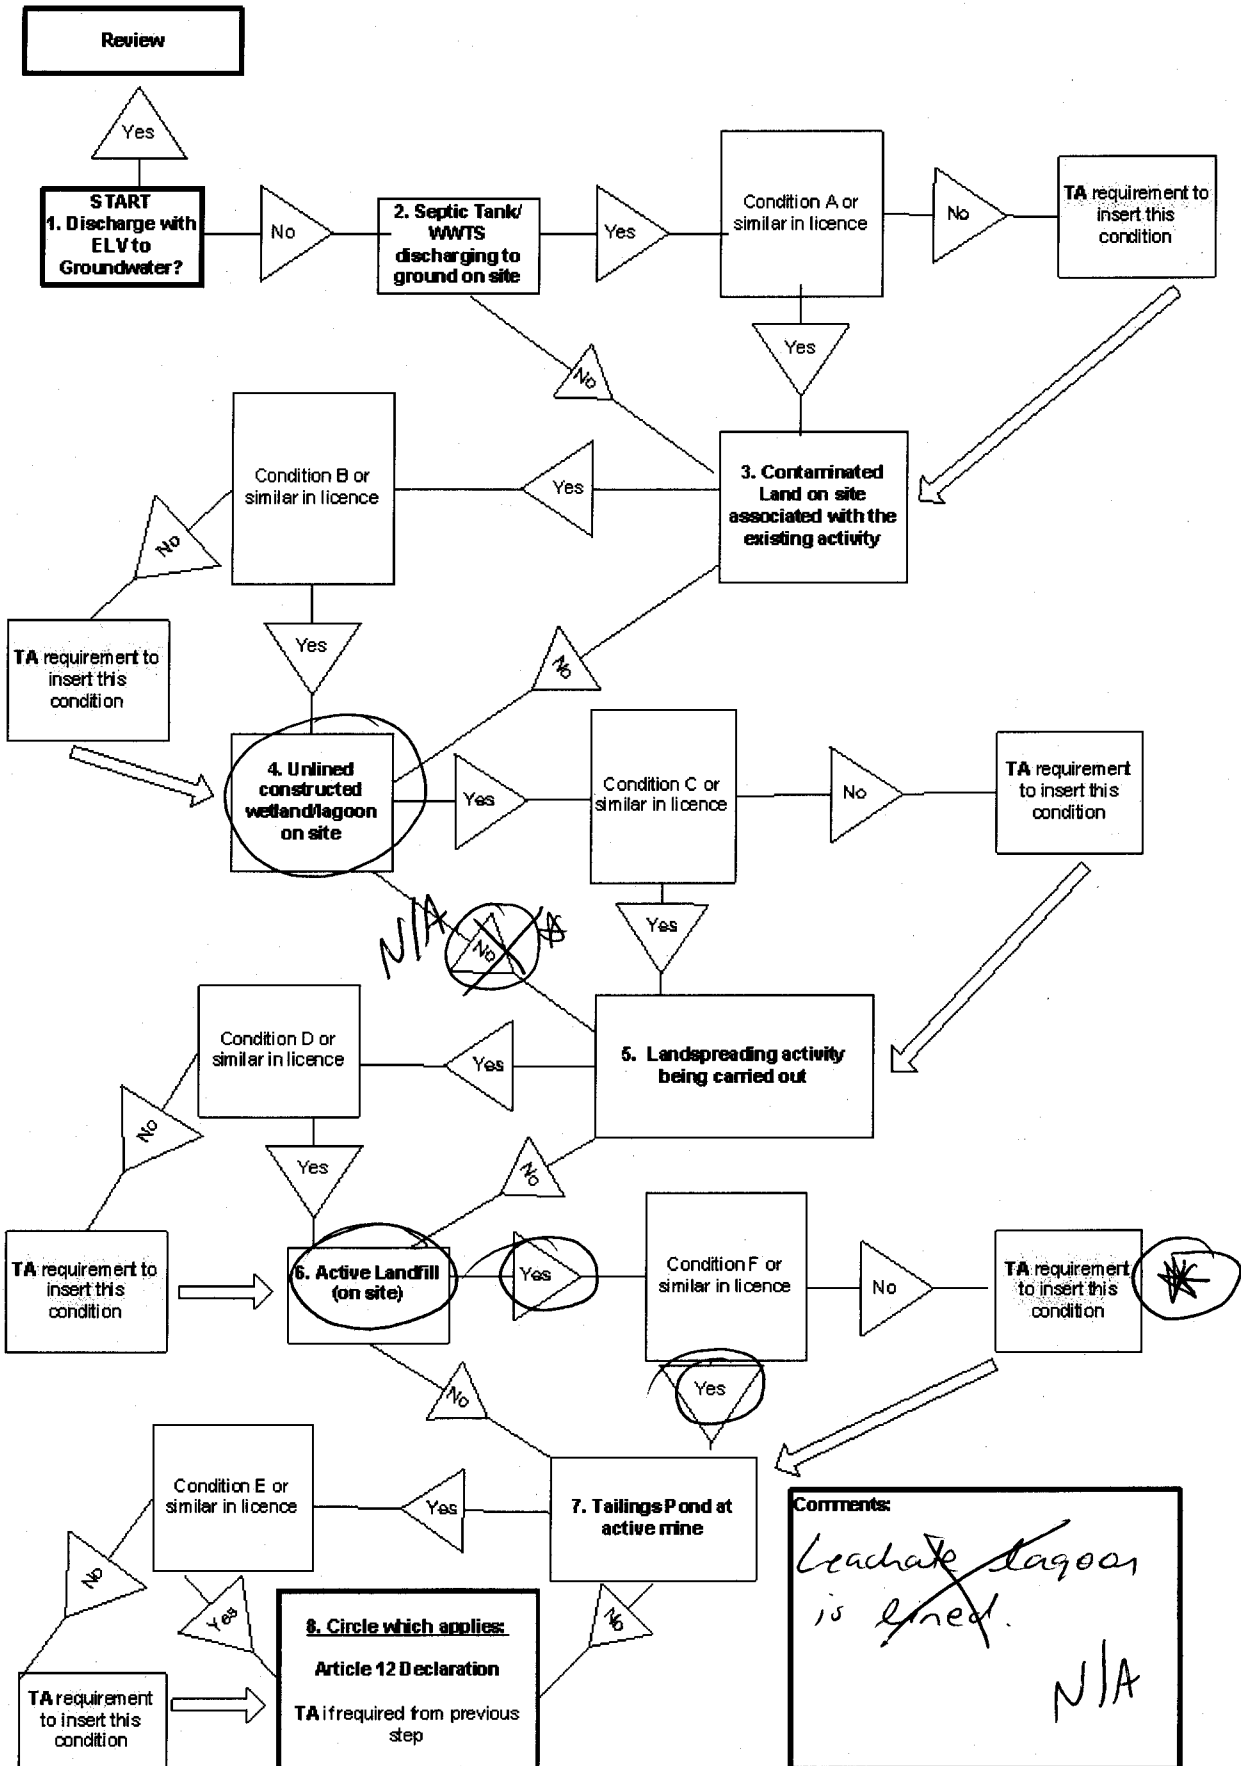 Review
Yes
START
1. Discharge with
ELV to
Groundwater?
No
2. Septic Tank/
WWTS
discharging to
ground on site
Yes
Condition A or
similar in licence
No
TA requirement to
insert this
condition
Yes
No
3. Contaminated
Land on site
associated with the
existing activity
Yes
Condition B or
similar in licence
No
TA requirement to
insert this
condition
Yes
No
4. Unlined
constructed
wetland/lagoon
on site
Yes
Condition C or
similar in licence
No
TA requirement
to insert this
condition
Yes
N/A
No
5. Landspreading activity
being carried out
Yes
Condition D or
similar in licence
No
TA requirement to
insert this
condition
Yes
No
6. Active Landfill
(on site)
Yes
Condition F or
similar in licence
No
TA requirement
to insert this
condition
Yes
No
7. Tailings Pond at
active mine
Yes
Condition E or
similar in licence
No
TA requirement
to insert this
condition
Yes
No
8. Circle which applies:
Article 12 Declaration
TA if required from previous
step
Comments:
Leachate lagoon
is lined.
N/A